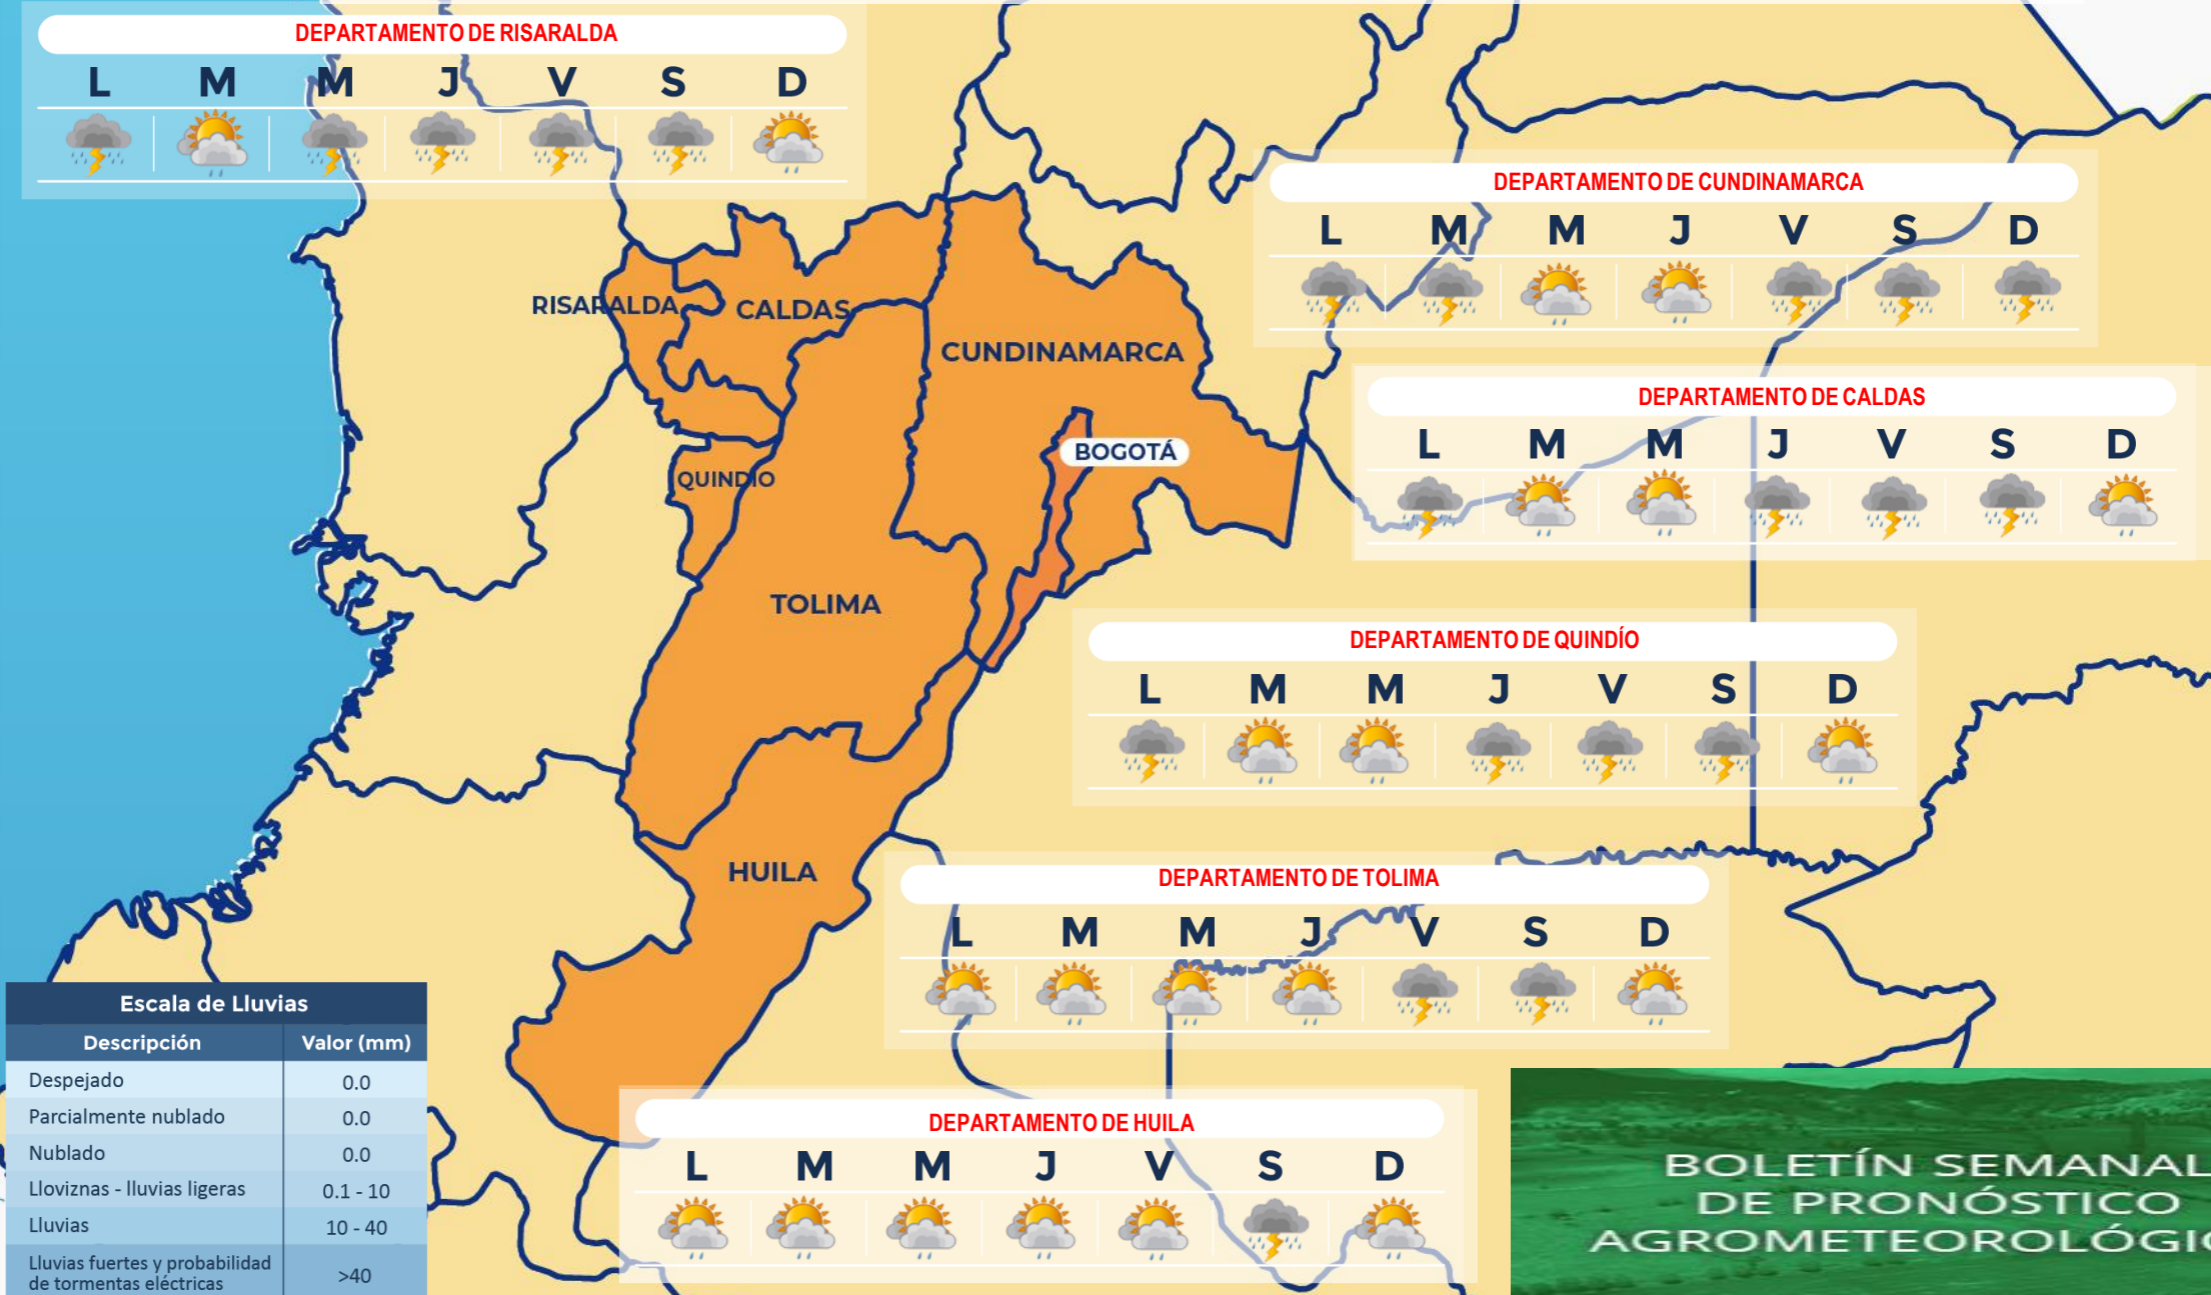 DEPARTAMENTO DE RISARALDA
L M M J V S D
DEPARTAMENTO DE CUNDINAMARCA
L M M J V S D
RISARALDA
CALDAS
CUNDINAMARCA
DEPARTAMENTO DE CALDAS
L M M J V S D
BOGOTÁ
QUINDIO
TOLIMA
DEPARTAMENTO DE QUINDÍO
L M M J V S D
HUILA
DEPARTAMENTO DE TOLIMA
L M M J V S D
Escala de Lluvias
Descripción Valor (mm)
Despejado 0.0
Parcialmente nublado 0.0
Nublado 0.0
Lloviznas - lluvias ligeras 0.1 - 10
Lluvias 10 - 40
Lluvias fuertes y probabilidad
de tormentas eléctricas >40
DEPARTAMENTO DE HUILA
L M M J V S D
BOLETÍN SEMANAL
DE PRONÓSTICO
AGROMETEOROLÓGIC